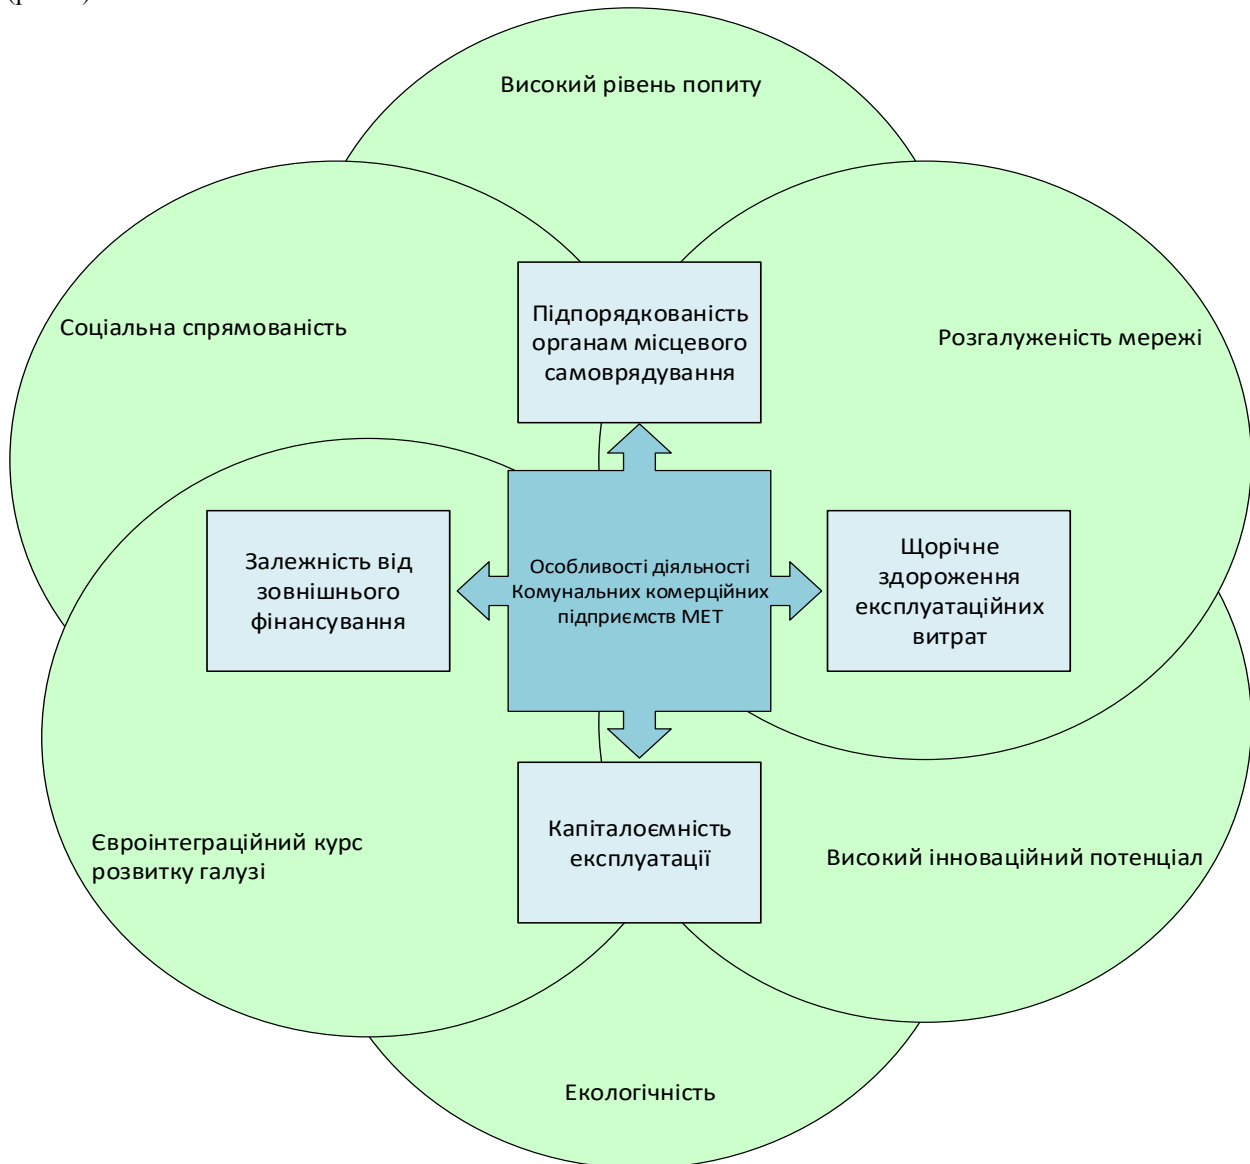 Високий рівень попиту
Соціальна спрямованість
Підпорядкованість
органам місцевого
самоврядування
Розгалуженість мережі
Залежність від
зовнішнього
фінансування
Особливості діяльності
Комунальних комерційних
підприємств МЕТ
Щорічне
здороження
експлуатаційних
витрат
Євроінтеграційний курс
розвитку галузі
Капіталоємність
експлуатації
Високий інноваційний потенціал
Екологічність